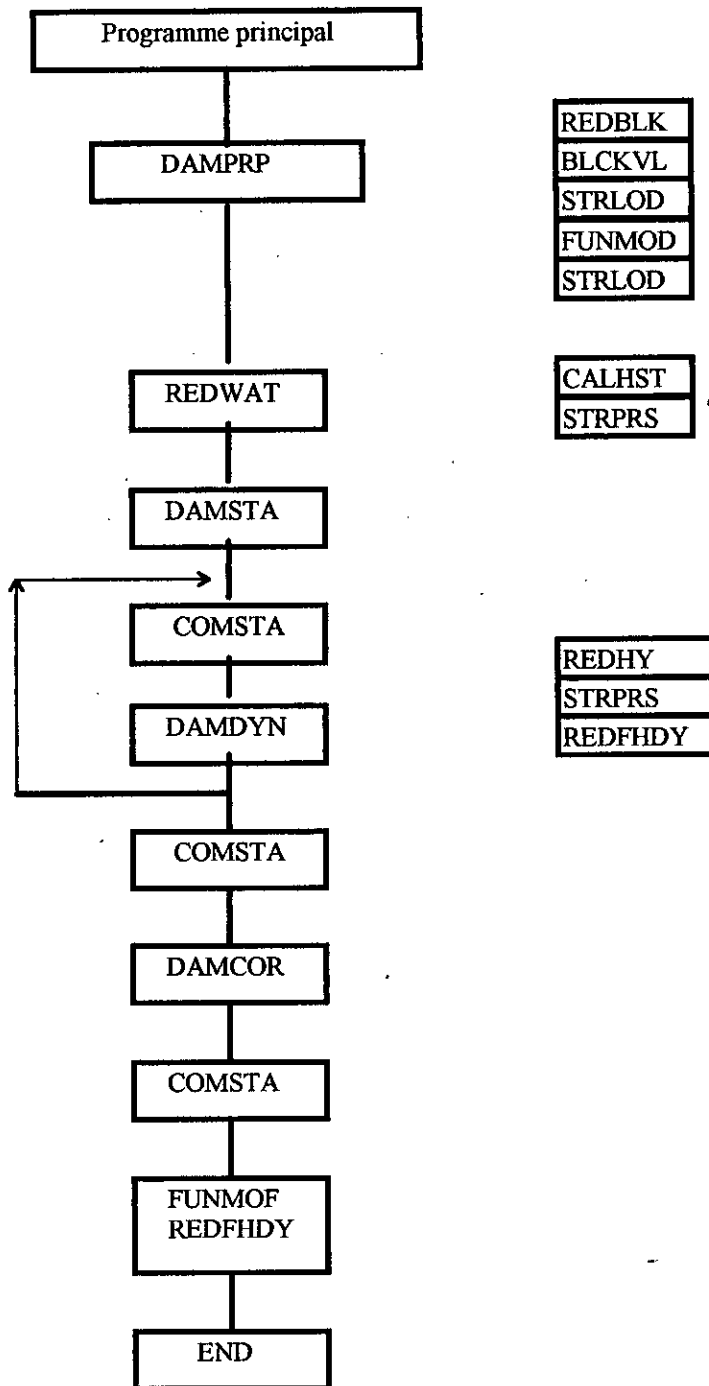 Programme principal
DAMPRP
REDBLK
BLCKVL
STRLOD
FUNMOD
STRLOD
REDWAT
CALHST
STRPRS
DAMSTA
COMSTA
DAMDYN
REDHY
STRPRS
REDFHDY
COMSTA
DAMCOR
COMSTA
FUNMOF
REDFHDY
END